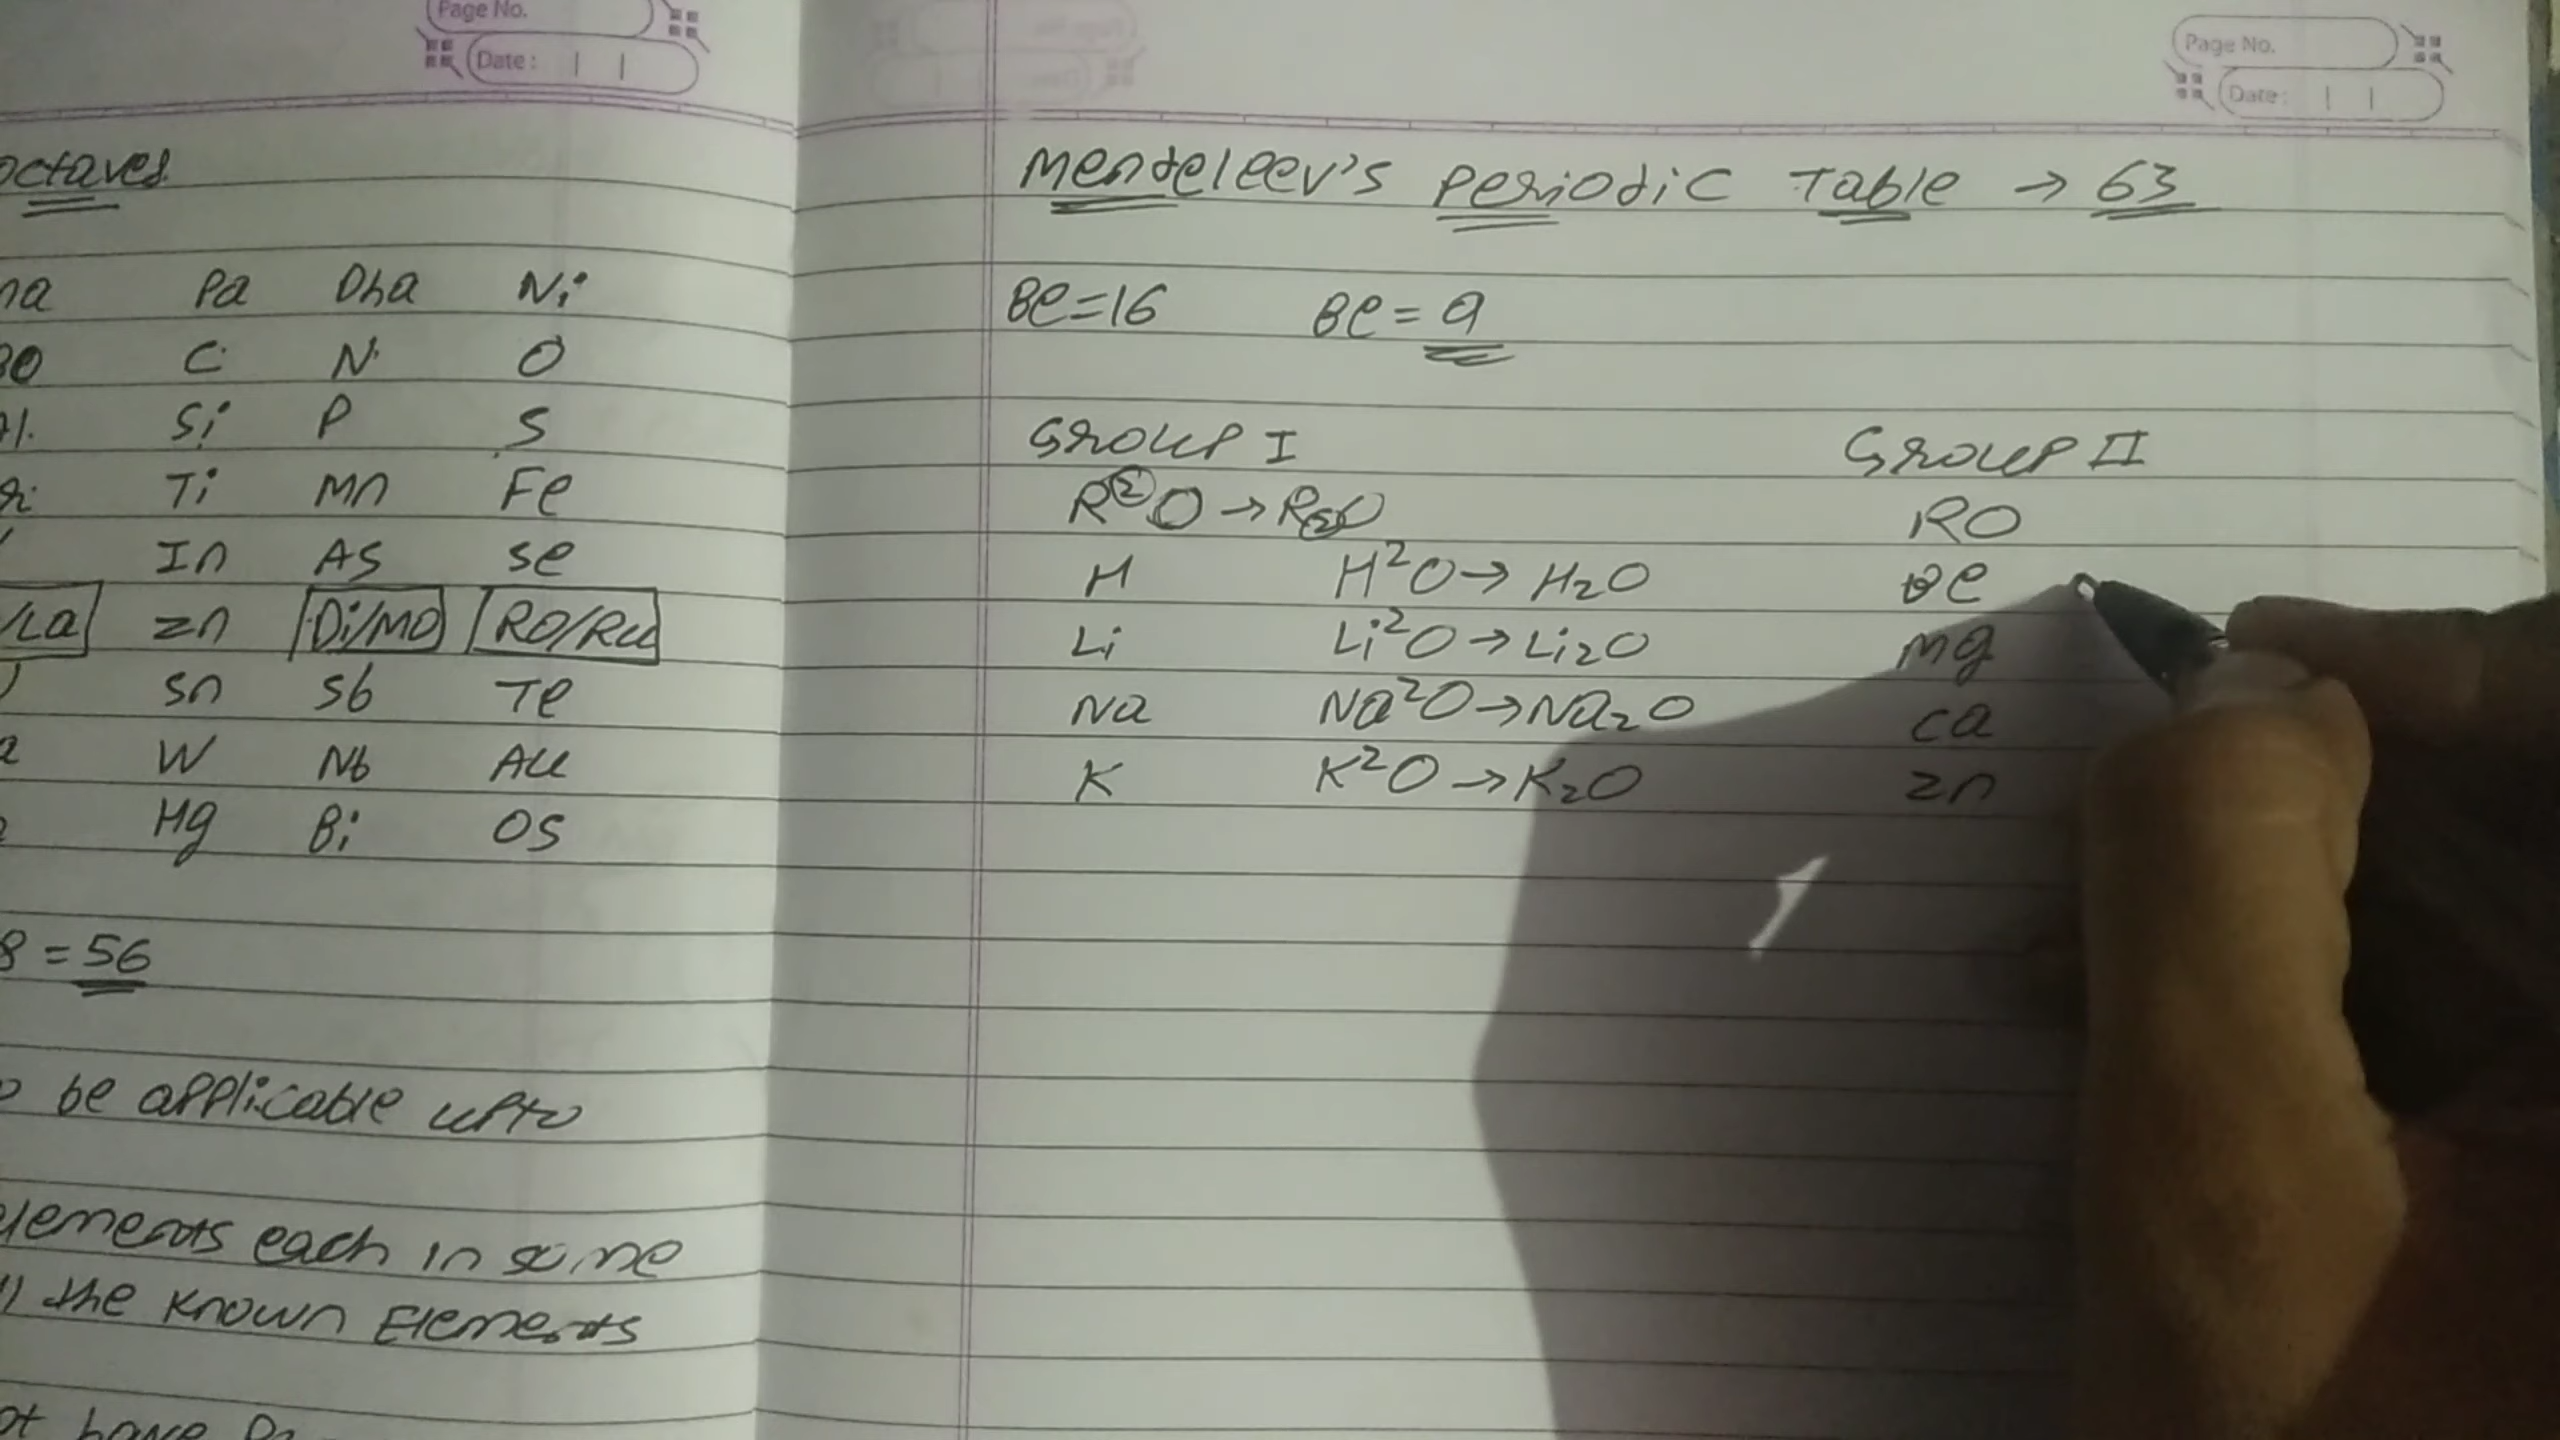 Page No.
Date :
octaves
Pa Dha Ni
C N O
Si P S
Ti Mn Fe
In As Se
/La Zn Di/Mo RO/Ru
Sn Sb Te
W Nb Au
Hg Bi Os
8 = 56
be applicable upto
elements each in some
the known Elements
Page No.
Date :
Mendeleev's Periodic Table → 63
Be=16 Be = 9
Group I Group II
R²O → R₂O RO
H H²O → H₂O Be
Li Li²O → Li₂O Mg
Na Na²O → Na₂O Ca
K K²O → K₂O Zn